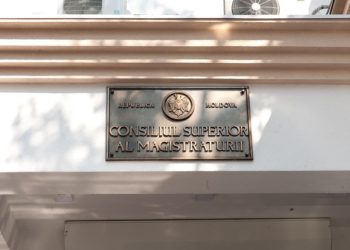 REPUBLICA MOLDOVA
CONSILIUL SUPERIOR
AL MAGISTRATURII